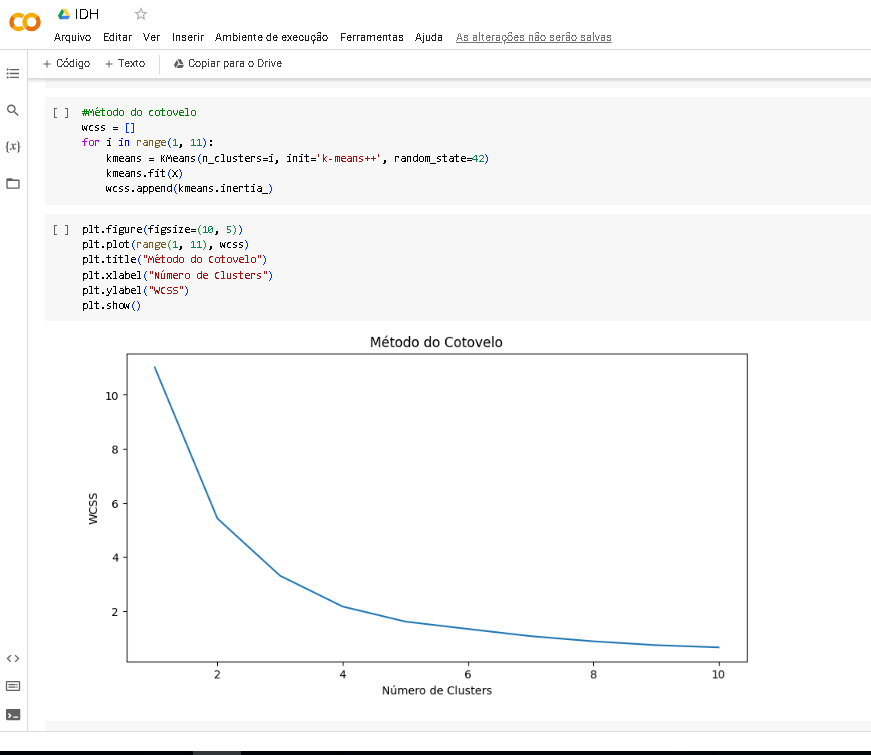 IDH
Arquivo Editar Ver Inserir Ambiente de execução Ferramentas Ajuda As alterações não serão salvas
+ Código + Texto Copiar para o Drive
[ ] #Método do cotovelo
wcss = []
for i in range(1, 11):
kmeans = KMeans(n_clusters=i, init='k-means++', random_state=42)
kmeans.fit(X)
wcss.append(kmeans.inertia_)
[ ] plt.figure(figsize=(10, 5))
plt.plot(range(1, 11), wcss)
plt.title("Método do Cotovelo")
plt.xlabel("Número de Clusters")
plt.ylabel("WCSS")
plt.show()
Método do Cotovelo
10
8
6
4
2
WCSS
2 4 6 8 10
Número de Clusters